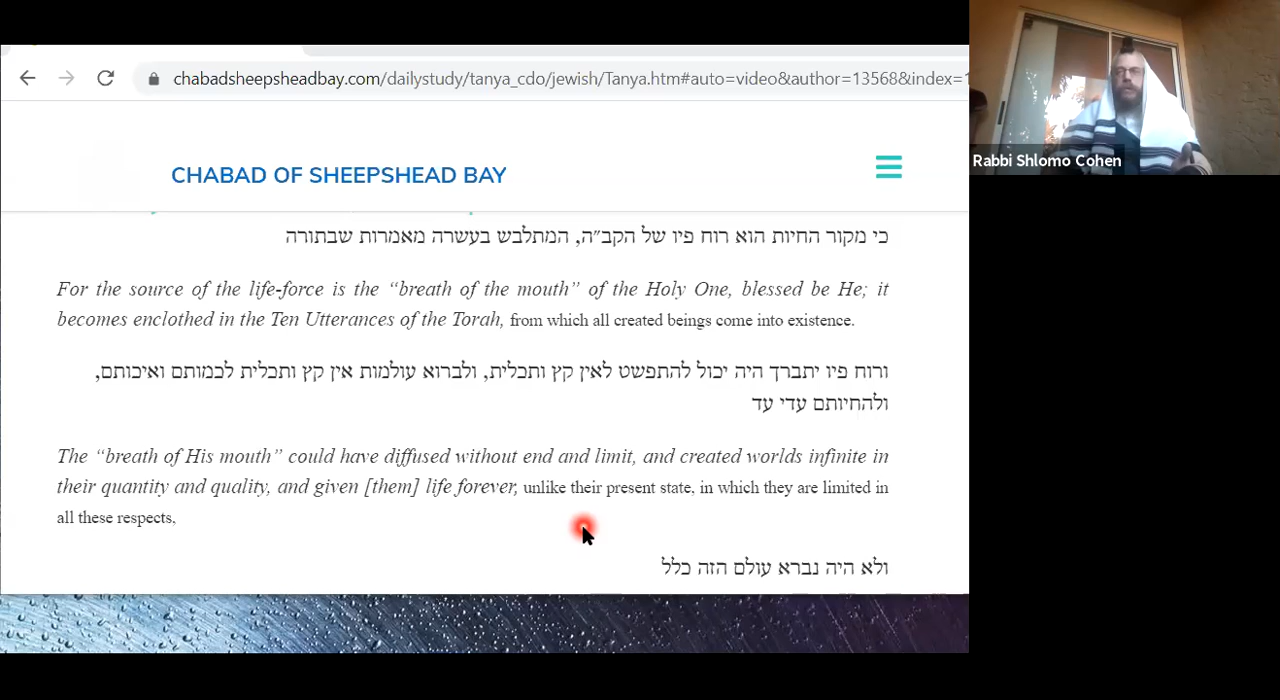 chabadsheepsheadbay.com/dailystudy/tanya_cdo/jewish/Tanya.htm#auto=video&author=13568&index=1
Rabbi Shlomo Cohen
CHABAD OF SHEEPSHEAD BAY
כי מקור החיות הוא רוח פיו של הקב״ה, המתלבש בעשרה מאמרות שבתורה
For the source of the life-force is the “breath of the mouth” of the Holy One, blessed be He; it
becomes enclothed in the Ten Utterances of the Torah, from which all created beings come into existence.
ורוח פיו יתברך היה יכול להתפשט לאין קץ ותכלית, ולברוא עולמות אין קץ ותכלית לכמותם ואיכותם,
ולהחיותם עדי עד
The “breath of His mouth” could have diffused without end and limit, and created worlds infinite in
their quantity and quality, and given [them] life forever, unlike their present state, in which they are limited in
all these respects,
ולא היה נברא עולם הזה כלל